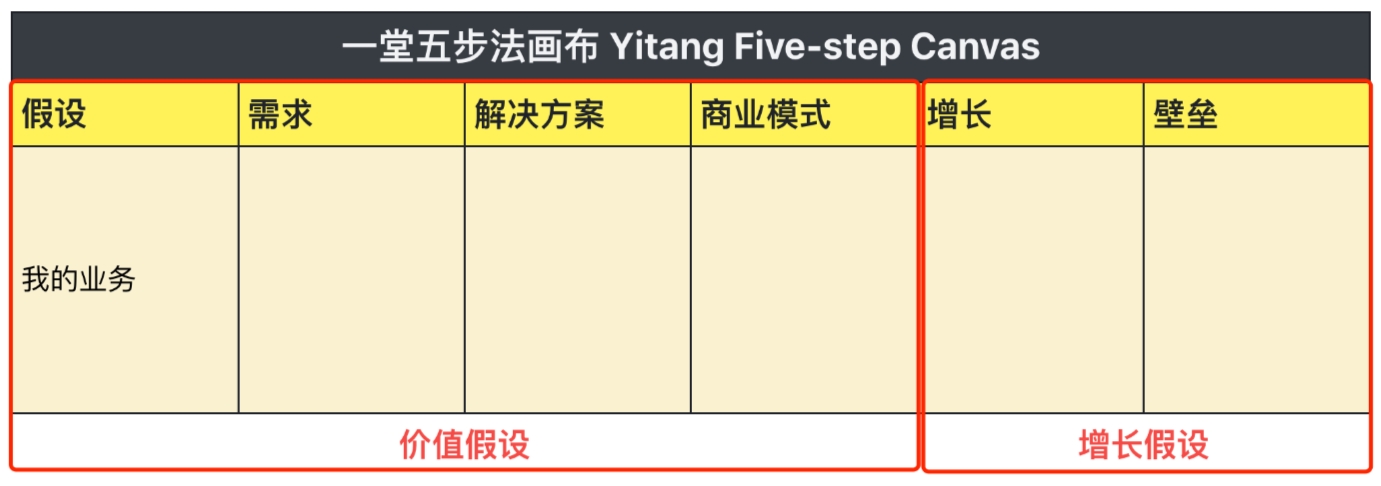 一堂五步法画布 Yitang Five-step Canvas
假设 需求 解决方案 商业模式 增长 壁垒
我的业务
价值假设 增长假设